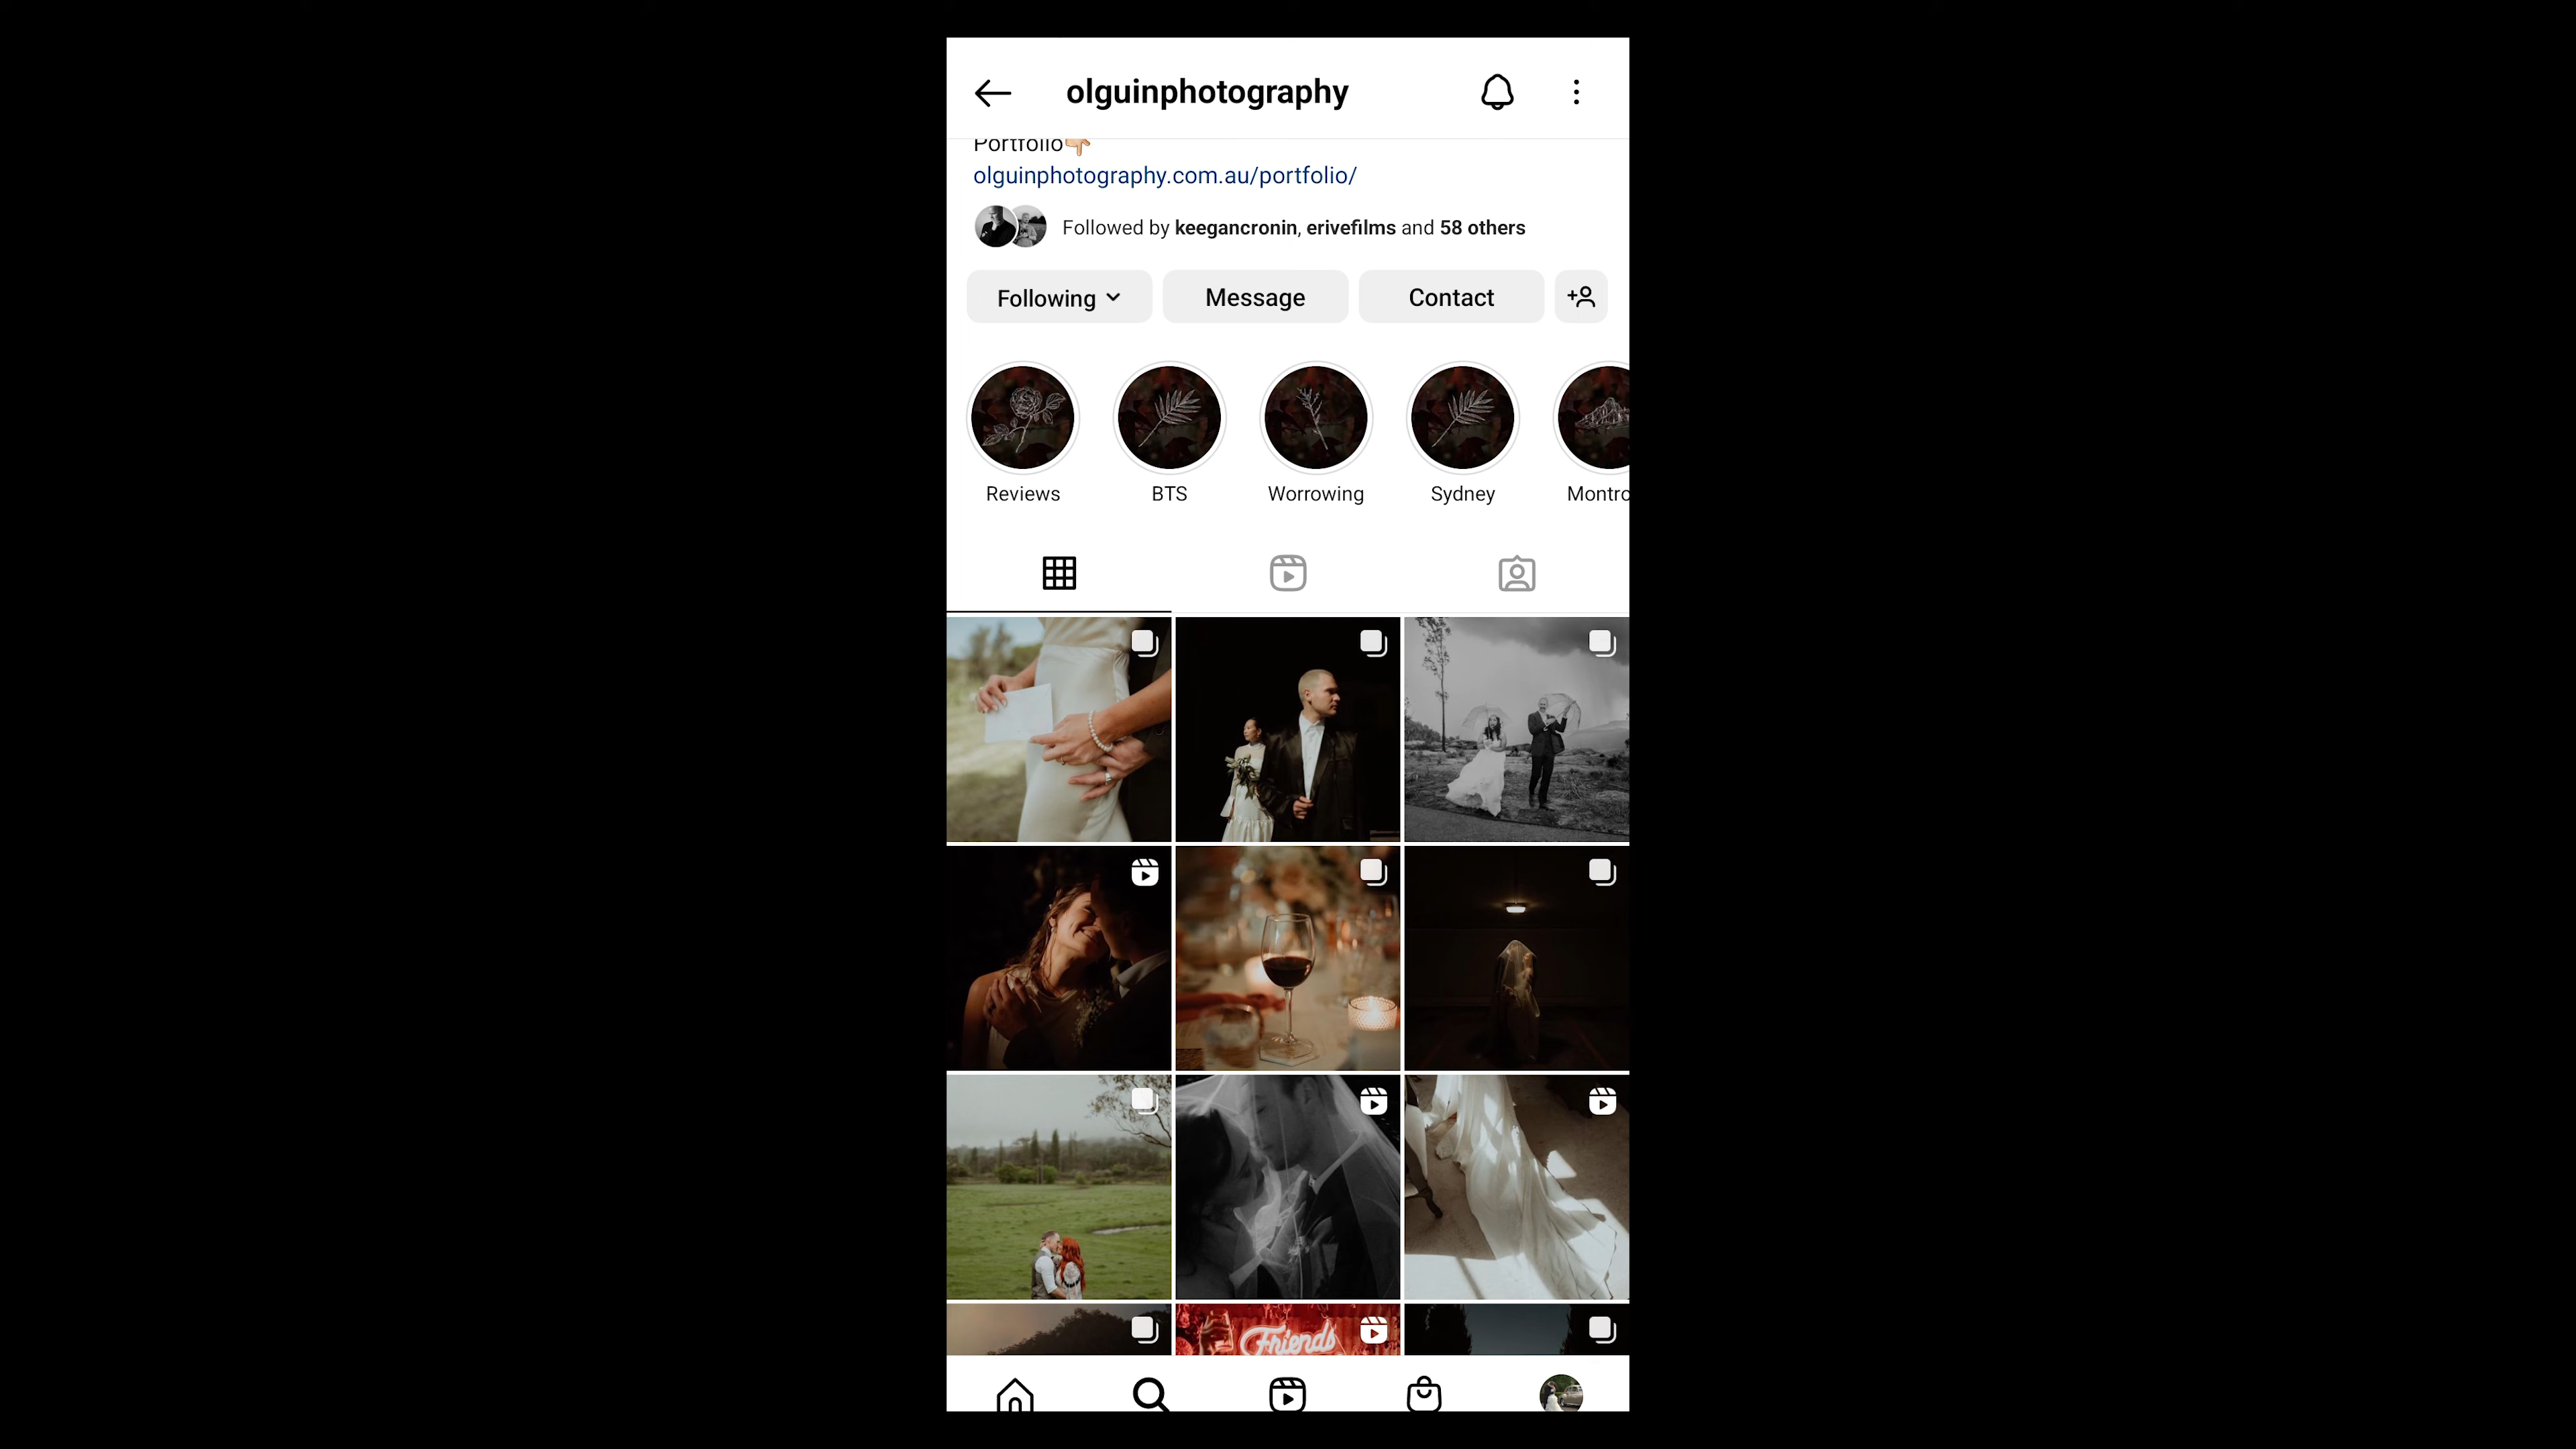 olguinphotography
Portfolio👇🏼
olguinphotography.com.au/portfolio/
Followed by keegancronin, erivefilms and 58 others
Following Message Contact
Reviews BTS Worrowing Sydney Montro
Friends